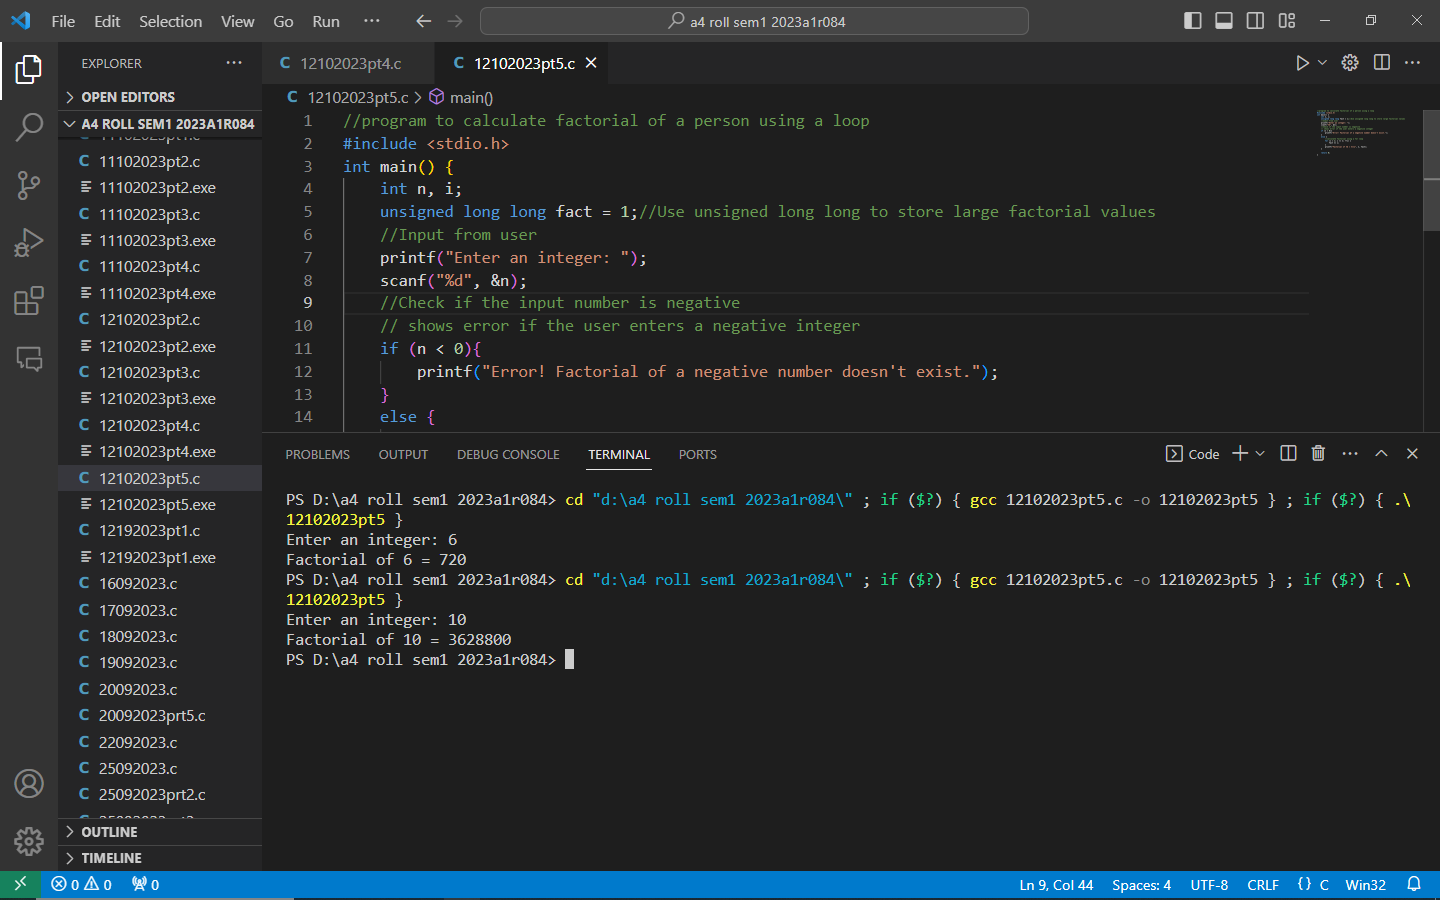 File Edit Selection View Go Run ··· a4 roll sem1 2023a1r084
EXPLORER ···
OPEN EDITORS
A4 ROLL SEM1 2023A1R084
C 11102023pt2.c
11102023pt2.exe
C 11102023pt3.c
11102023pt3.exe
C 11102023pt4.c
11102023pt4.exe
C 12102023pt2.c
12102023pt2.exe
C 12102023pt3.c
12102023pt3.exe
C 12102023pt4.c
12102023pt4.exe
C 12102023pt5.c
12102023pt5.exe
C 12192023pt1.c
12192023pt1.exe
C 16092023.c
C 17092023.c
C 18092023.c
C 19092023.c
C 20092023.c
C 20092023prt5.c
C 22092023.c
C 25092023.c
C 25092023prt2.c
OUTLINE
TIMELINE
C 12102023pt4.c C 12102023pt5.c
C 12102023pt5.c > main()
1 //program to calculate factorial of a person using a loop
2 #include <stdio.h>
3 int main() {
4 int n, i;
5 unsigned long long fact = 1;//Use unsigned long long to store large factorial values
6 //Input from user
7 printf("Enter an integer: ");
8 scanf("%d", &n);
9 //Check if the input number is negative
10 // shows error if the user enters a negative integer
11 if (n < 0){
12 printf("Error! Factorial of a negative number doesn't exist.");
13 }
14 else {
PROBLEMS OUTPUT DEBUG CONSOLE TERMINAL PORTS Code
PS D:\a4 roll sem1 2023a1r084> cd "d:\a4 roll sem1 2023a1r084\" ; if ($?) { gcc 12102023pt5.c -o 12102023pt5 } ; if ($?) { .\
12102023pt5 }
Enter an integer: 6
Factorial of 6 = 720
PS D:\a4 roll sem1 2023a1r084> cd "d:\a4 roll sem1 2023a1r084\" ; if ($?) { gcc 12102023pt5.c -o 12102023pt5 } ; if ($?) { .\
12102023pt5 }
Enter an integer: 10
Factorial of 10 = 3628800
PS D:\a4 roll sem1 2023a1r084>
0 0 0 Ln 9, Col 44 Spaces: 4 UTF-8 CRLF {} C Win32